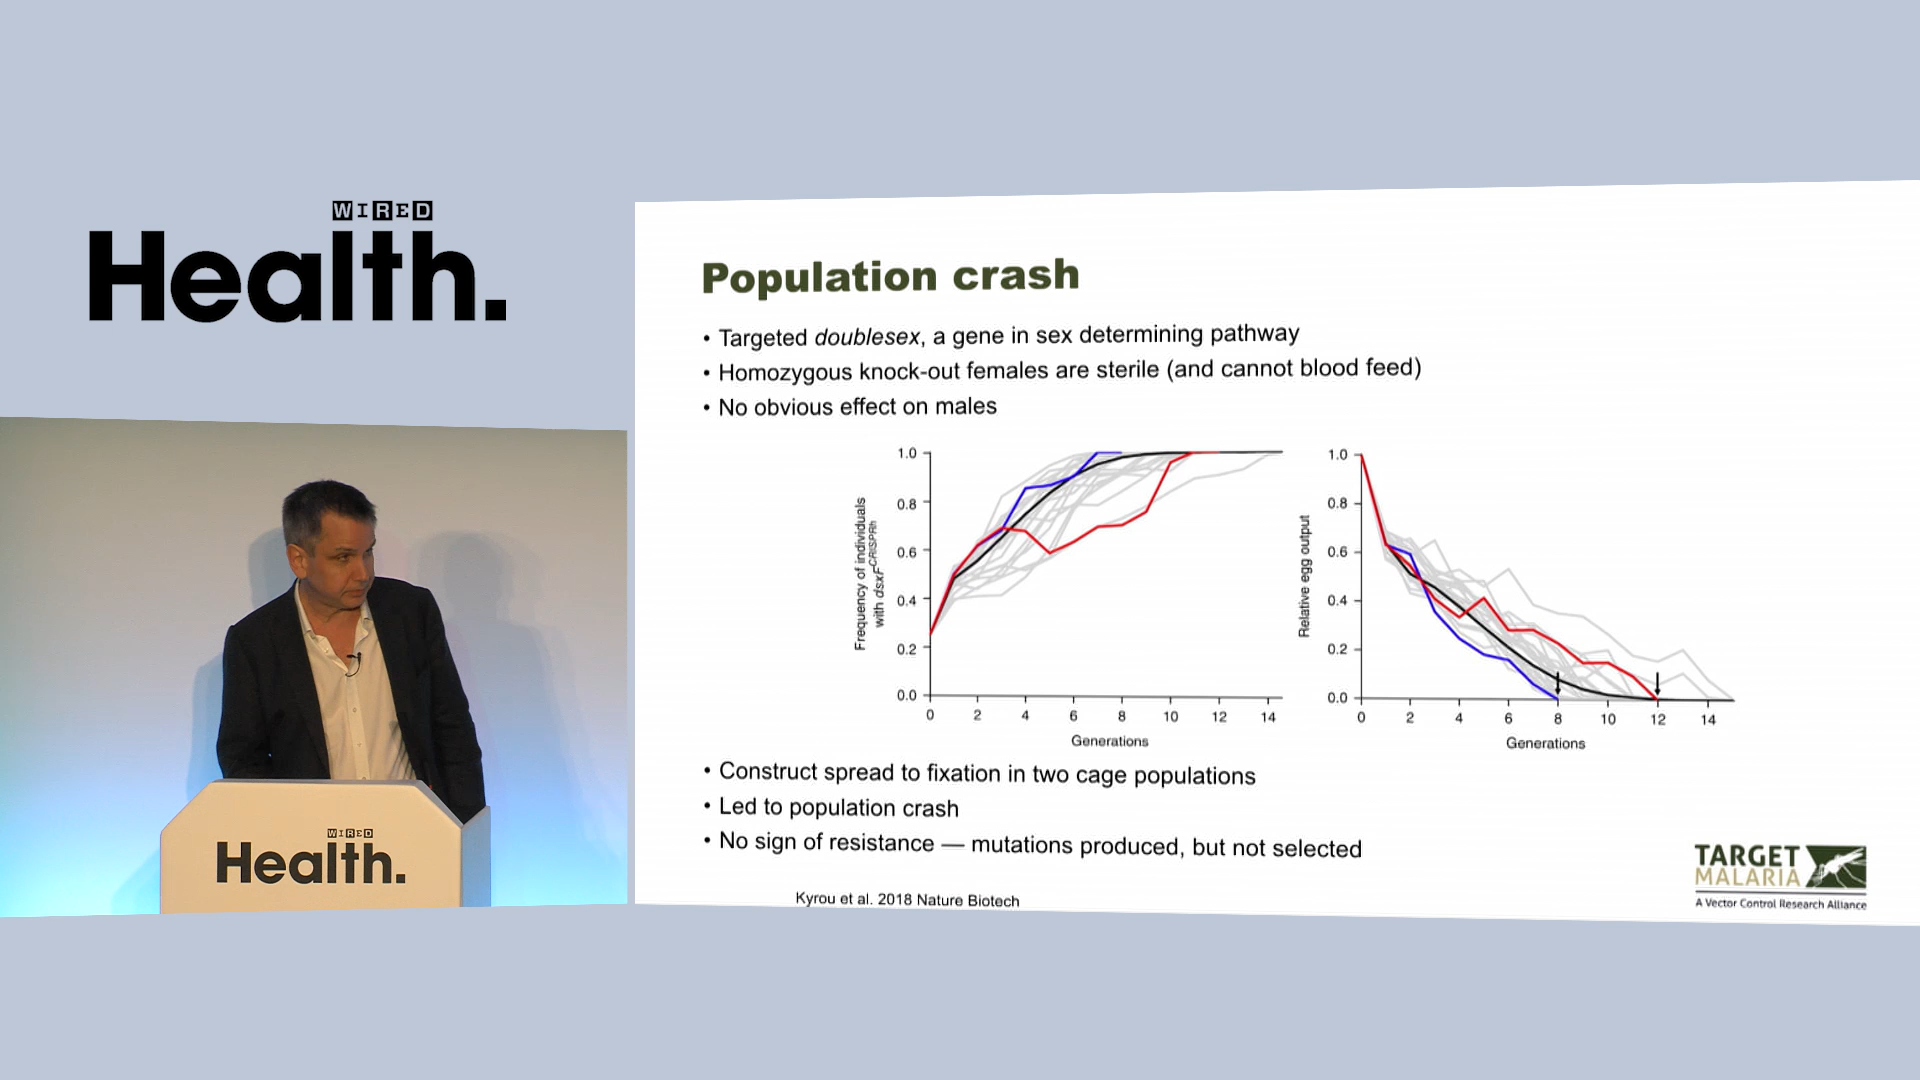 WIRED
Health.
Population crash
• Targeted doublesex, a gene in sex determining pathway
• Homozygous knock-out females are sterile (and cannot blood feed)
• No obvious effect on males
Frequency of individuals
with dsxFCRISPRh
1.0
0.8
0.6
0.4
0.2
0.0
0 2 4 6 8 10 12 14
Generations
Relative egg output
1.0
0.8
0.6
0.4
0.2
0.0
0 2 4 6 8 10 12 14
Generations
• Construct spread to fixation in two cage populations
• Led to population crash
• No sign of resistance — mutations produced, but not selected
Kyrou et al. 2018 Nature Biotech
TARGET
MALARIA
A Vector Control Research Alliance
WIRED
Health.